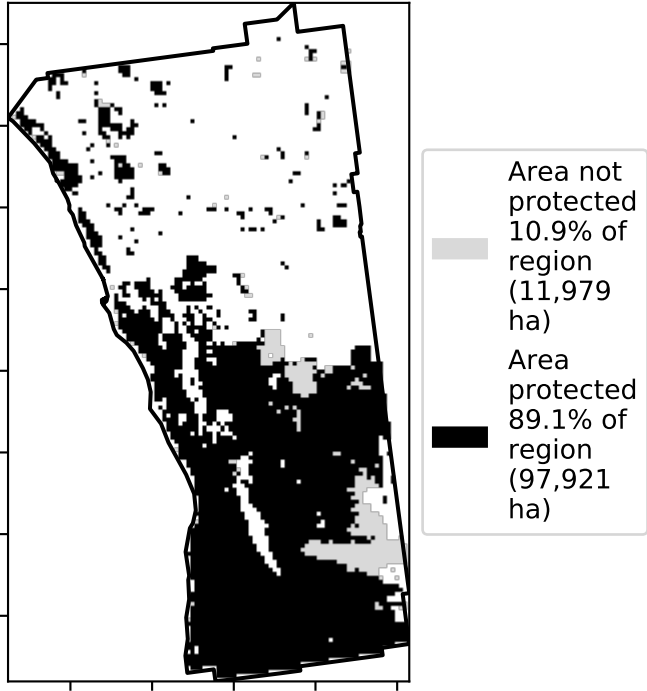 Area not
protected
10.9% of
region
(11,979
ha)
Area
protected
89.1% of
region
(97,921
ha)